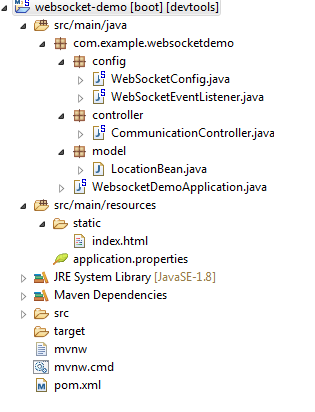 websocket-demo [boot] [devtools]
src/main/java
com.example.websocketdemo
config
WebSocketConfig.java
WebSocketEventListener.java
controller
CommunicationController.java
model
LocationBean.java
WebsocketDemoApplication.java
src/main/resources
static
index.html
application.properties
JRE System Library [JavaSE-1.8]
Maven Dependencies
src
target
mvnw
mvnw.cmd
pom.xml